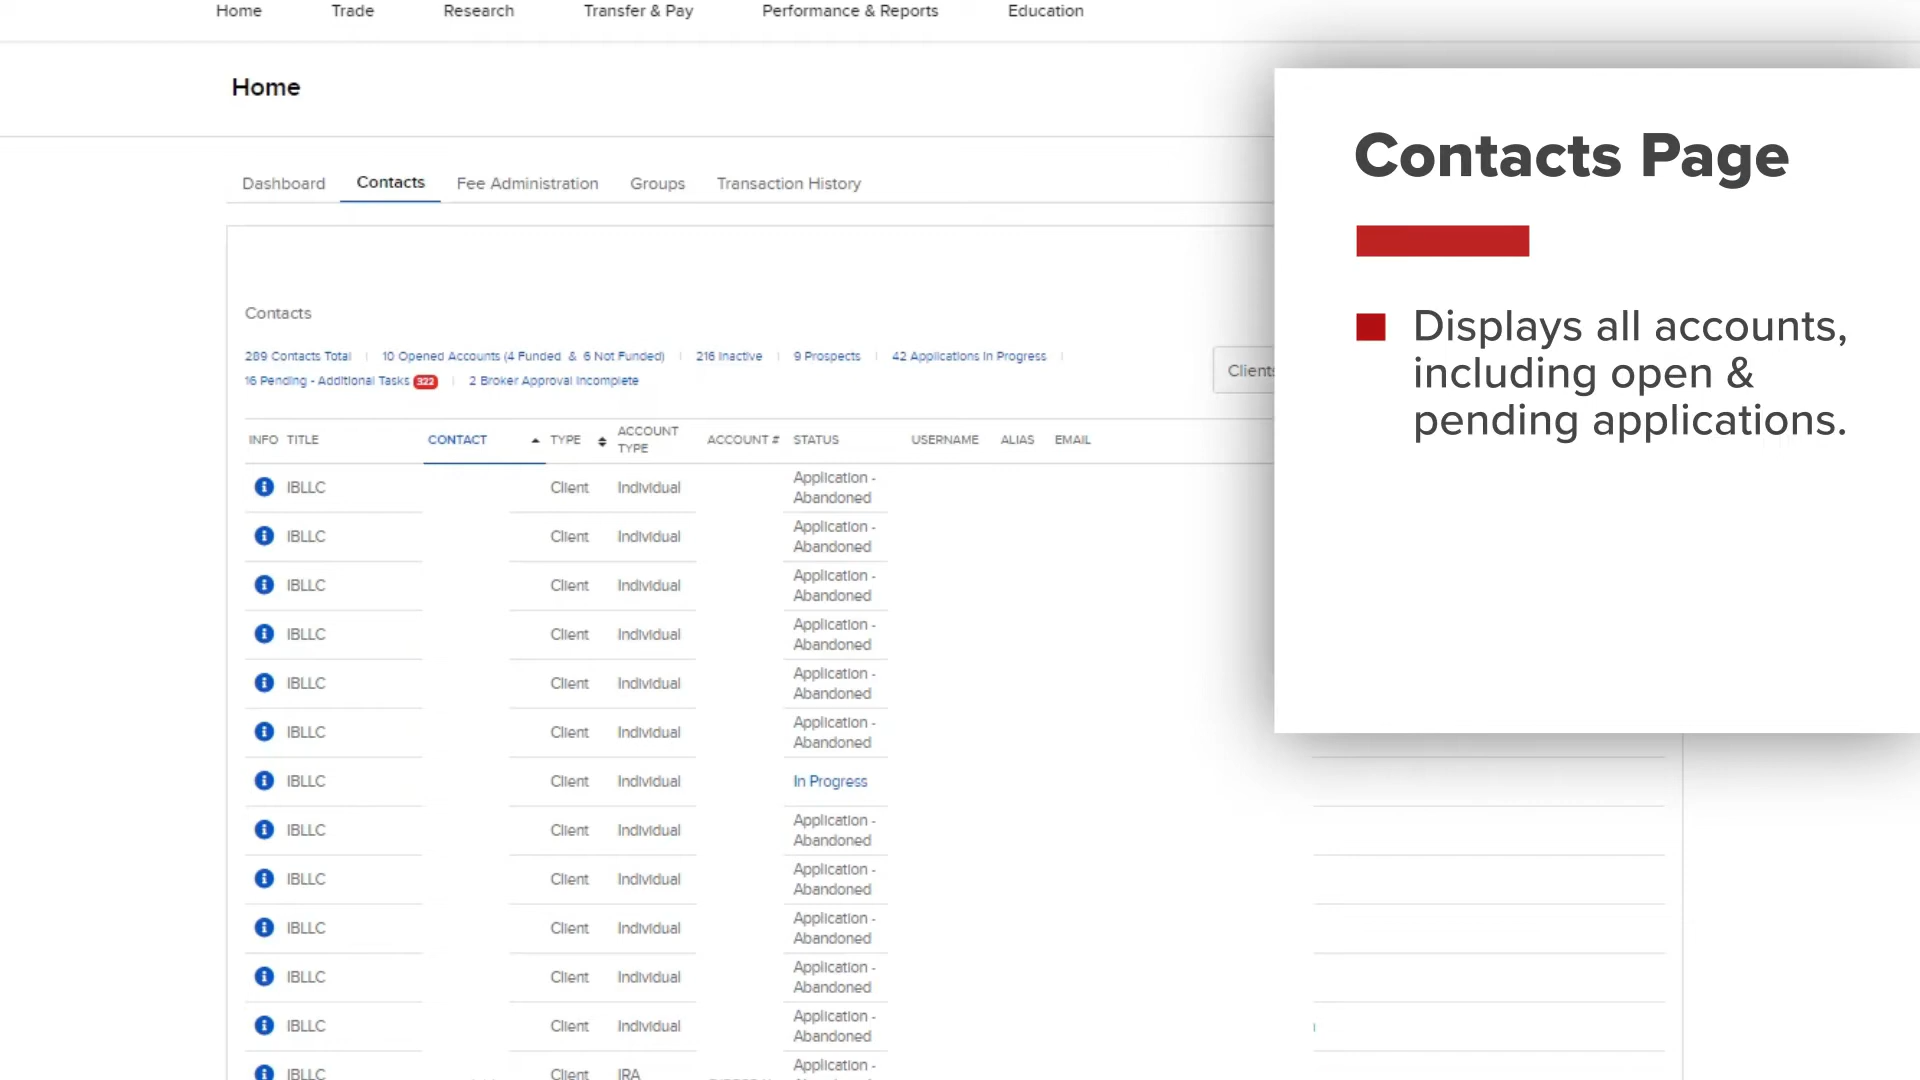 Home Trade Research Transfer & Pay Performance & Reports Education
Home
Dashboard Contacts Fee Administration Groups Transaction History
Contacts
289 Contacts Total 10 Opened Accounts (4 Funded & 6 Not Funded) 216 Inactive 9 Prospects 42 Applications In Progress
16 Pending - Additional Tasks 322 2 Broker Approval Incomplete
Clients
INFO TITLE CONTACT TYPE ACCOUNT TYPE ACCOUNT # STATUS USERNAME ALIAS EMAIL
IBLLC Client Individual Application -
Abandoned
IBLLC Client Individual Application -
Abandoned
IBLLC Client Individual Application -
Abandoned
IBLLC Client Individual Application -
Abandoned
IBLLC Client Individual Application -
Abandoned
IBLLC Client Individual Application -
Abandoned
IBLLC Client Individual In Progress
IBLLC Client Individual Application -
Abandoned
IBLLC Client Individual Application -
Abandoned
IBLLC Client Individual Application -
Abandoned
IBLLC Client Individual Application -
Abandoned
IBLLC Client Individual Application -
Abandoned
IBLLC Client IRA Application -
Contacts Page
Displays all accounts,
including open &
pending applications.